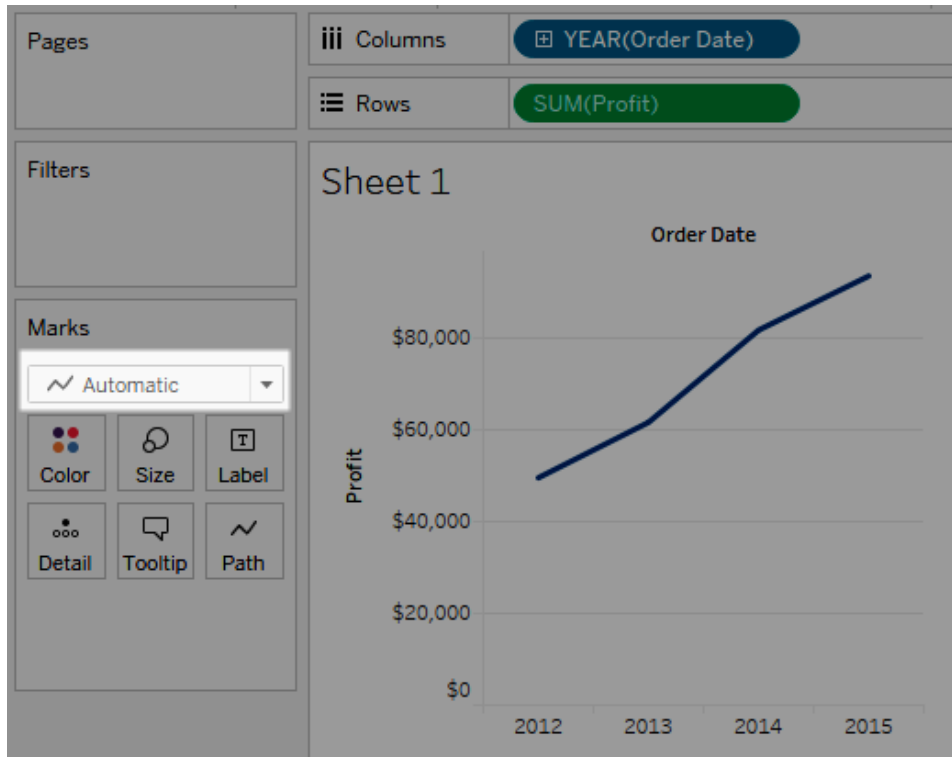 Pages
Columns
YEAR(Order Date)
Rows
SUM(Profit)
Filters
Sheet 1
Order Date
Marks
Automatic
Color
Size
T
Label
Detail
Tooltip
Path
Profit
$80,000
$60,000
$40,000
$20,000
$0
2012 2013 2014 2015